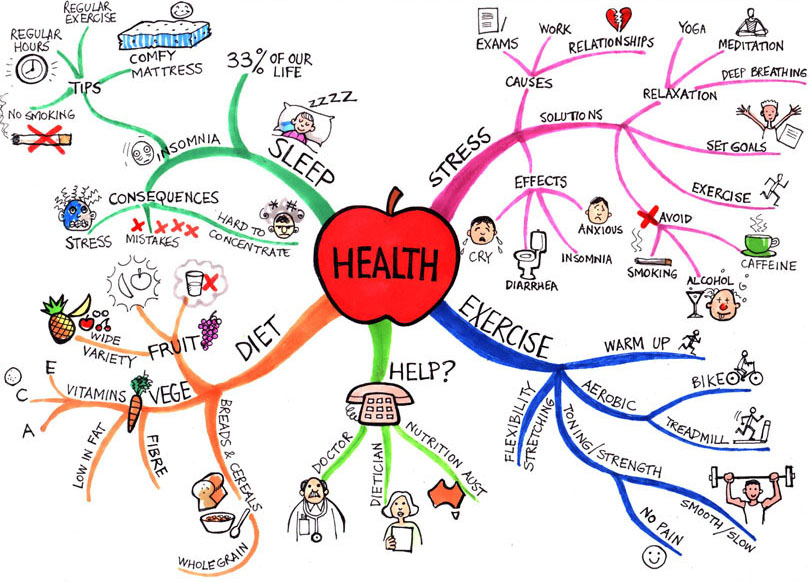 HEALTH
SLEEP
33% OF OUR
LIFE
ZZZZ
INSOMNIA
TIPS
REGULAR
EXERCISE
REGULAR
HOURS
COMFY
MATTRESS
NO SMOKING
CONSEQUENCES
STRESS
MISTAKES
HARD TO
CONCENTRATE
STRESS
CAUSES
EXAMS
WORK
RELATIONSHIPS
SOLUTIONS
RELAXATION
YOGA
MEDITATION
DEEP BREATHING
SET GOALS
EXERCISE
AVOID
SMOKING
ALCOHOL
CAFFEINE
EFFECTS
CRY
DIARRHEA
INSOMNIA
ANXIOUS
EXERCISE
WARM UP
AEROBIC
BIKE
TREADMILL
TONING/STRENGTH
SMOOTH/SLOW
NO PAIN
FLEXIBILITY
STRETCHING
HELP?
DOCTOR
DIETICIAN
NUTRITION AUST
DIET
FRUIT
WIDE
VARIETY
VEGE
VITAMINS
E
C
A
LOW IN FAT
FIBRE
BREADS & CEREALS
WHOLEGRAIN